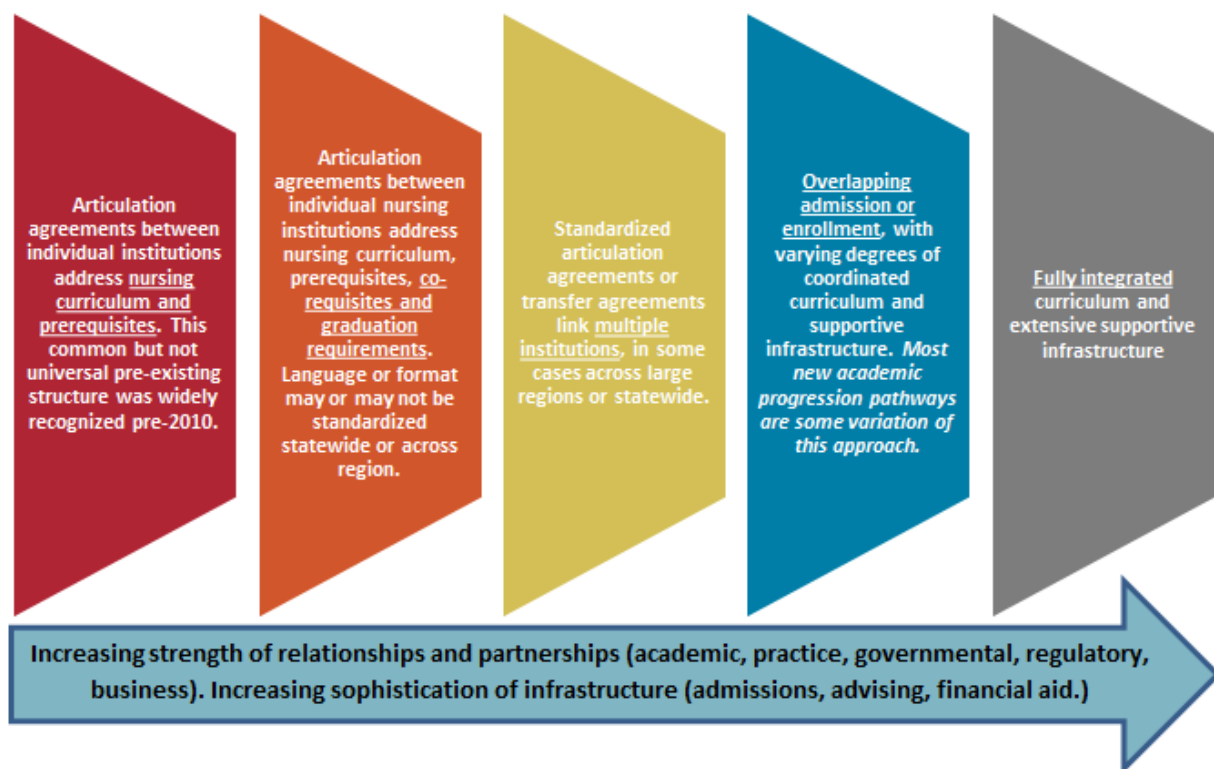 Articulation
agreements between
individual institutions
address nursing
curriculum and
prerequisites. This
common but not
universal pre-existing
structure was widely
recognized pre-2010.
Articulation
agreements between
individual nursing
institutions address
nursing curriculum,
prerequisites, co-
requisites and
graduation
requirements.
Language or format
may or may not be
standardized
statewide or across
region.
Standardized
articulation
agreements or
transfer agreements
link multiple
institutions, in some
cases across large
regions or statewide.
Overlapping
admission or
enrollment, with
varying degrees of
coordinated
curriculum and
supportive
infrastructure. Most
new academic
progression pathways
are some variation of
this approach.
Fully integrated
curriculum and
extensive supportive
infrastructure
Increasing strength of relationships and partnerships (academic, practice, governmental, regulatory,
business). Increasing sophistication of infrastructure (admissions, advising, financial aid.)